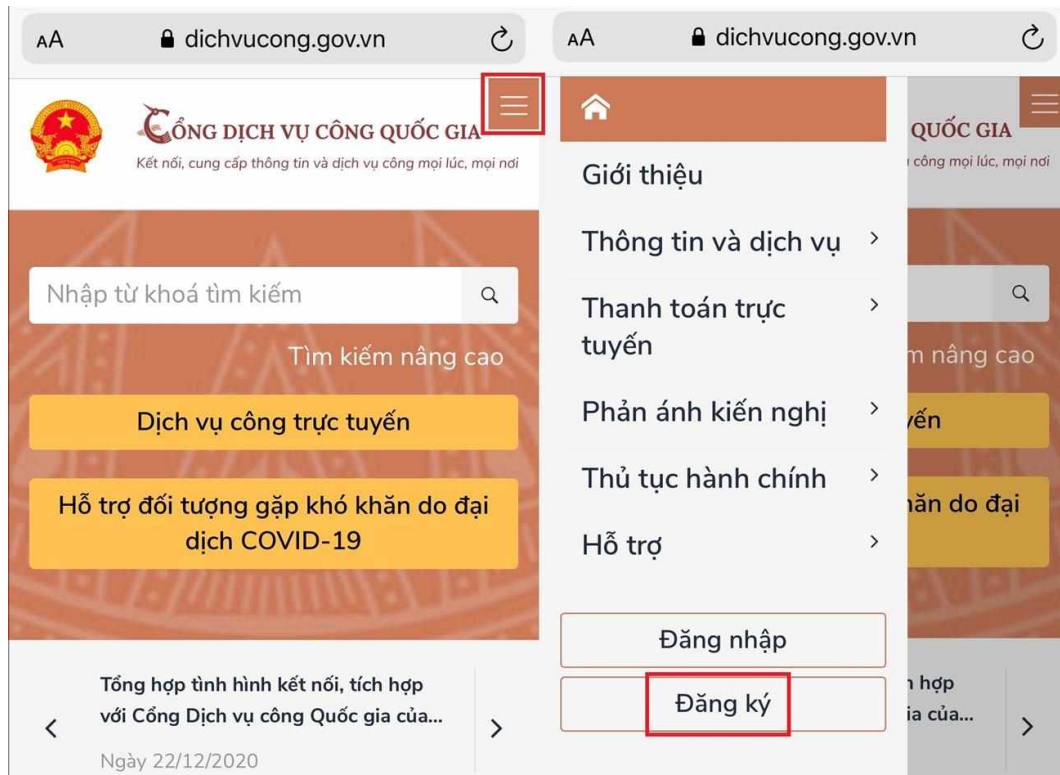 AA dichvucong.gov.vn
CỔNG DỊCH VỤ CÔNG QUỐC GIA
Kết nối, cung cấp thông tin và dịch vụ công mọi lúc, mọi nơi
Nhập từ khoá tìm kiếm
Tìm kiếm nâng cao
Dịch vụ công trực tuyến
Hỗ trợ đối tượng gặp khó khăn do đại
dịch COVID-19
Tổng hợp tình hình kết nối, tích hợp
với Cổng Dịch vụ công Quốc gia của...
Ngày 22/12/2020
AA dichvucong.gov.vn
Giới thiệu
Thông tin và dịch vụ
Thanh toán trực
tuyến
Phản ánh kiến nghị
Thủ tục hành chính
Hỗ trợ
Đăng nhập
Đăng ký
QUỐC GIA
công mọi lúc, mọi nơi
nâng cao
do đại
hợp
của...